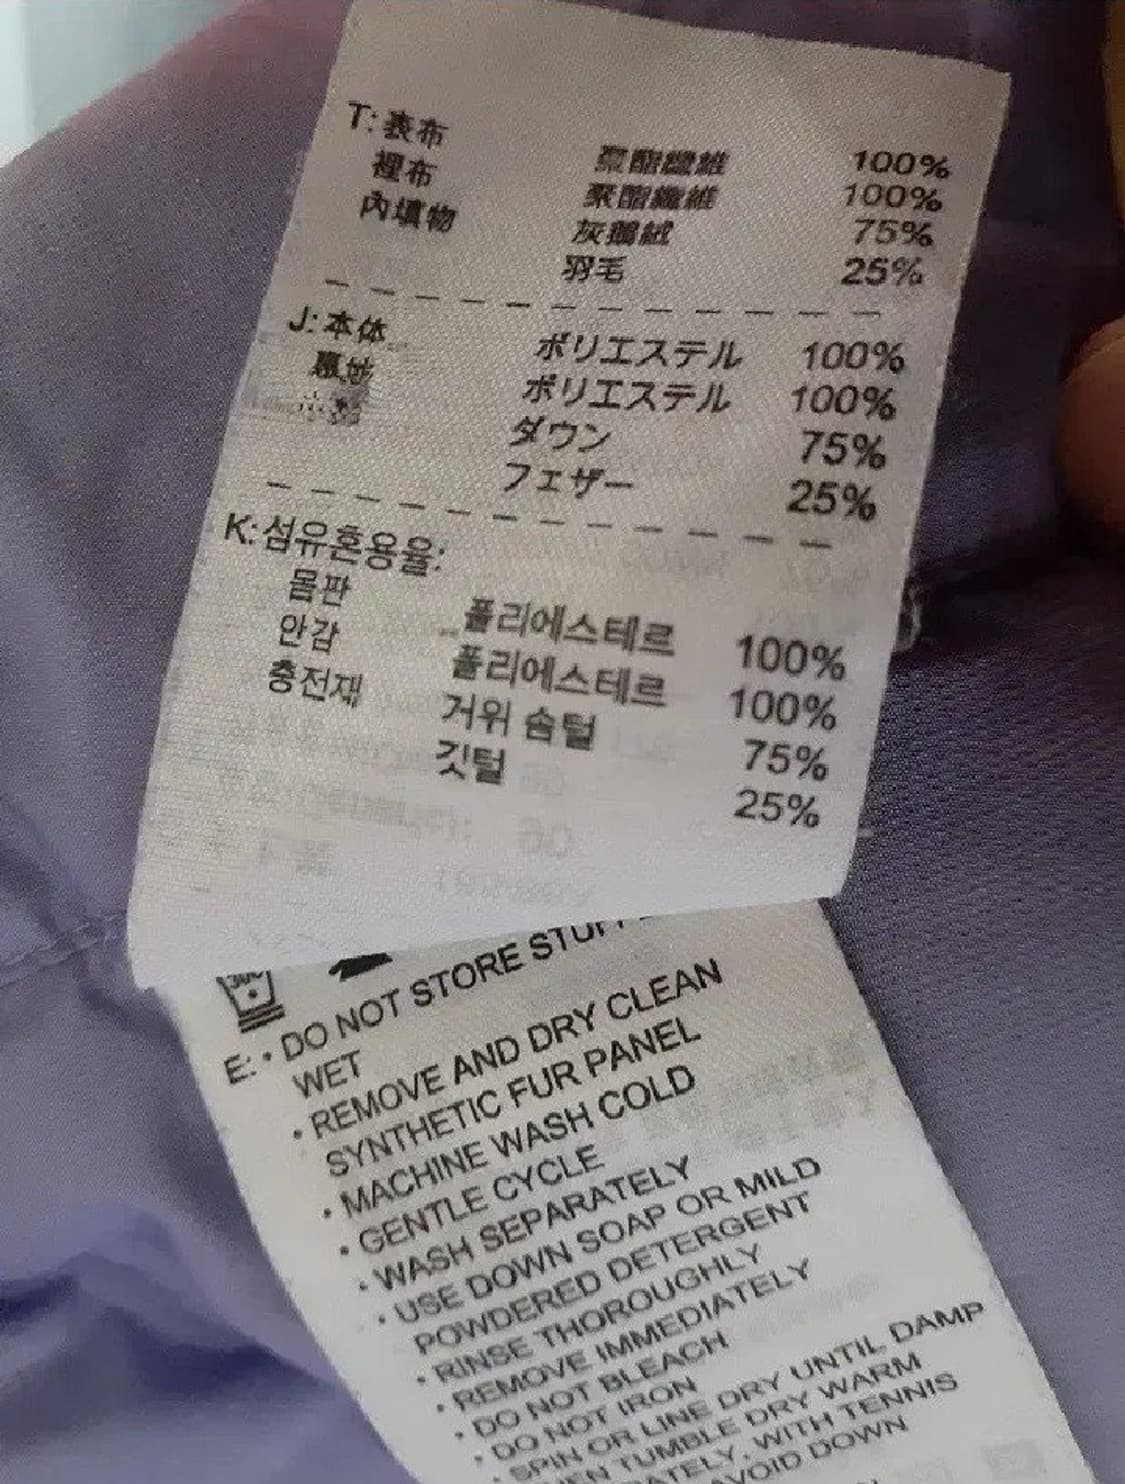 T: 表布 聚酯纖維 100%
裡布 聚酯纖維 100%
內填物 灰鵝絨 75%
羽毛 25%
J: 本体 ポリエステル 100%
裏地 ポリエステル 100%
ダウン 75%
フェザー 25%
K: 섬유혼용율:
몸판 폴리에스테르 100%
안감 폴리에스테르 100%
충전재 거위 솜털 75%
깃털 25%
E: • DO NOT STORE
WET
• REMOVE AND DRY CLEAN
SYNTHETIC FUR PANEL
• MACHINE WASH COLD
• GENTLE CYCLE
• WASH SEPARATELY
• USE DOWN SOAP OR MILD
POWDERED DETERGENT
• RINSE THOROUGHLY
• REMOVE IMMEDIATELY
• DO NOT BLEACH
• DO NOT IRON
• SPIN OR LINE DRY UNTIL DAMP
TUMBLE DRY WARM
WITH TENNIS
AVOID DOWN